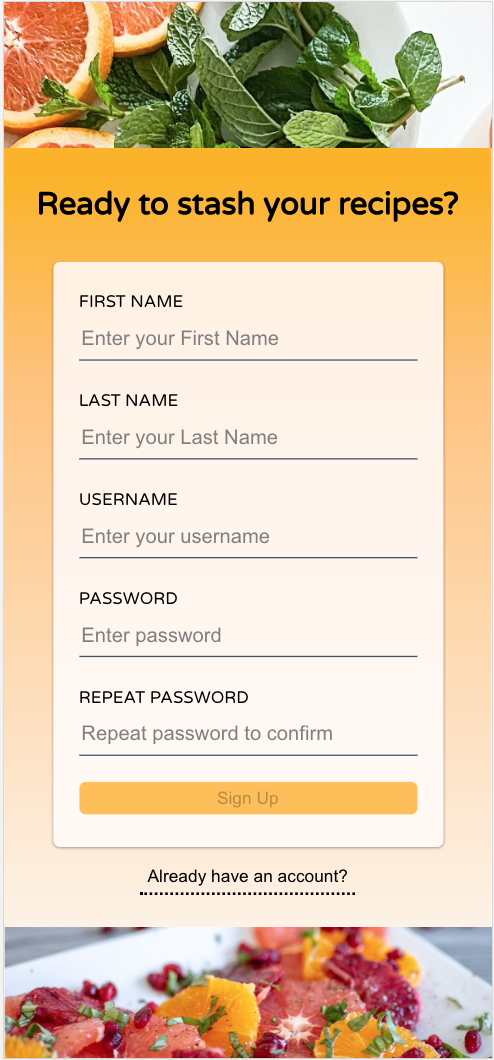 Ready to stash your recipes?
FIRST NAME
Enter your First Name
LAST NAME
Enter your Last Name
USERNAME
Enter your username
PASSWORD
Enter password
REPEAT PASSWORD
Repeat password to confirm
Sign Up
Already have an account?